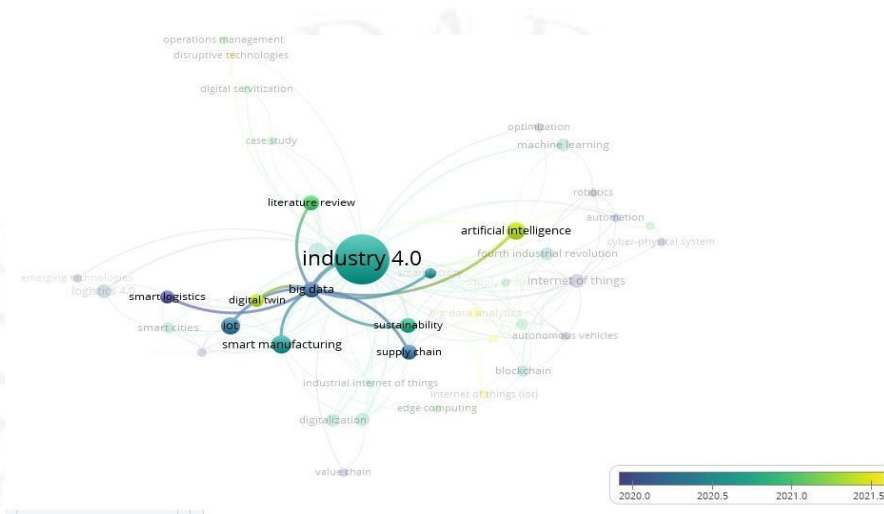 operations management
disruptive technologies
digital servitization
case study
optimization
machine learning
robotics
literature review
automation
artificial intelligence
cyber-physical system
industry 4.0
fourth industrial revolution
emerging technologies
internet of things
logistics 4.0
smart logistics
digital twin
big data
big data analytics
smart cities
iot
sustainability
autonomous vehicles
smart manufacturing
supply chain
blockchain
industrial internet of things
internet of things (iot)
edge computing
digitalization
value chain
2020.0 2020.5 2021.0 2021.5